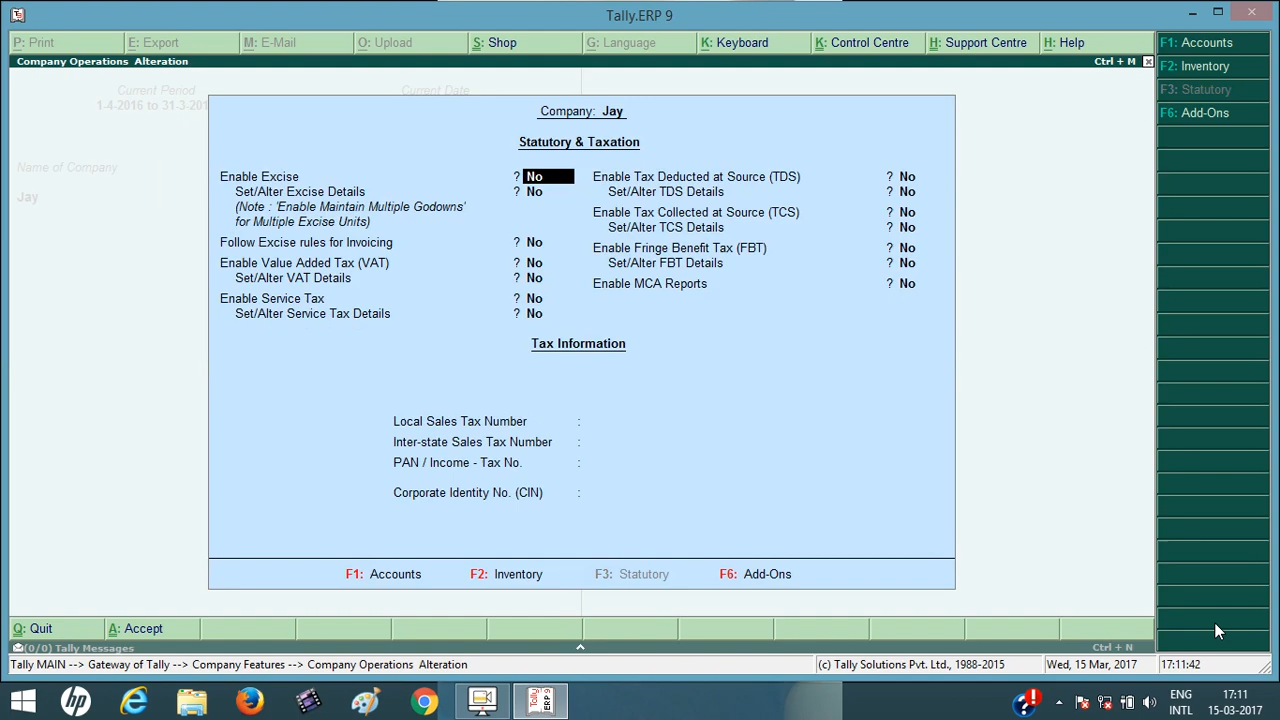 Tally.ERP 9
P: Print E: Export M: E-Mail O: Upload S: Shop G: Language K: Keyboard K: Control Centre H: Support Centre H: Help
F1: Accounts
F2: Inventory
F3: Statutory
F6: Add-Ons
Company Operations Alteration Ctrl + M
Current Period Current Date
1-4-2016 to 31-3-201
Name of Company
Jay
Company: Jay
Statutory & Taxation
Enable Excise ? No
Set/Alter Excise Details ? No
(Note : 'Enable Maintain Multiple Godowns'
for Multiple Excise Units)
Follow Excise rules for Invoicing ? No
Enable Value Added Tax (VAT) ? No
Set/Alter VAT Details ? No
Enable Service Tax ? No
Set/Alter Service Tax Details ? No
Enable Tax Deducted at Source (TDS) ? No
Set/Alter TDS Details ? No
Enable Tax Collected at Source (TCS) ? No
Set/Alter TCS Details ? No
Enable Fringe Benefit Tax (FBT) ? No
Set/Alter FBT Details ? No
Enable MCA Reports ? No
Tax Information
Local Sales Tax Number :
Inter-state Sales Tax Number :
PAN / Income - Tax No. :
Corporate Identity No. (CIN) :
F1: Accounts F2: Inventory F3: Statutory F6: Add-Ons
Q: Quit A: Accept
(0/0) Tally Messages Ctrl + N
Tally MAIN --> Gateway of Tally --> Company Features --> Company Operations Alteration (c) Tally Solutions Pvt. Ltd., 1988-2015 Wed, 15 Mar, 2017 17:11:42
ENG 17:11
INTL 15-03-2017